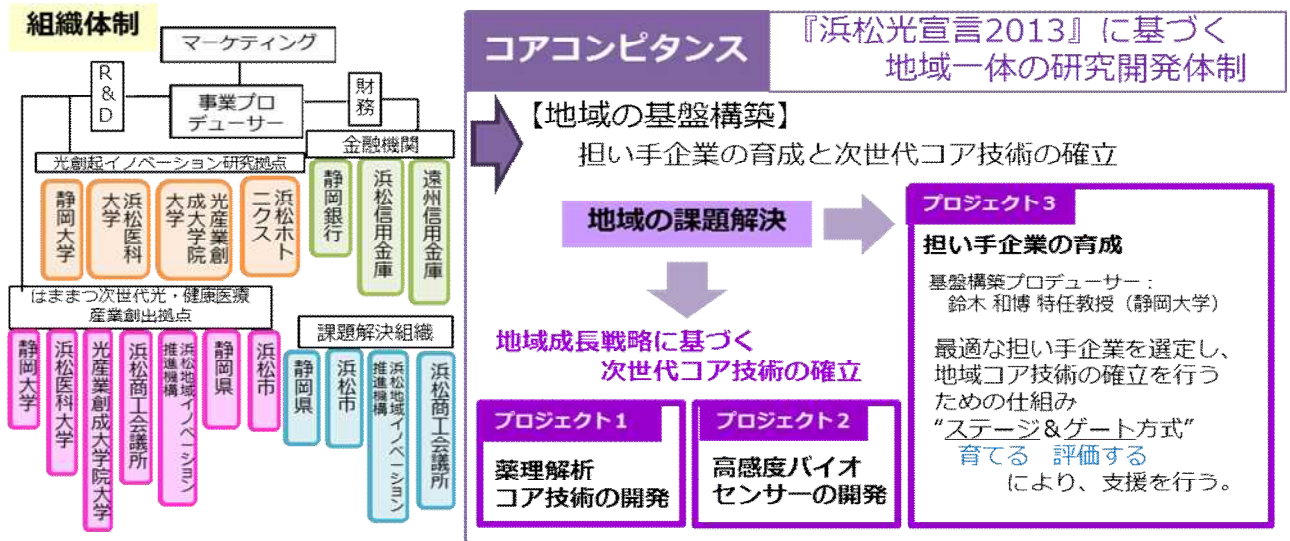 組織体制
マーケティング
R&D
事業プロ
デューサー
財務
光創起イノベーション研究拠点
静岡大学
浜松医科
大学
光産業創
成大学院
大学
浜松ホト
ニクス
金融機関
静岡銀行
浜松信用金庫
遠州信用金庫
はままつ次世代光・健康医療
産業創出拠点
静岡大学
浜松医科大学
光産業創成大学院大学
浜松商工会議所
浜松地域イノベーション
推進機構
静岡県
浜松市
課題解決組織
静岡県
浜松市
浜松地域イノベーション
推進機構
浜松商工会議所
コアコンピタンス
『浜松光宣言2013』に基づく
地域一体の研究開発体制
【地域の基盤構築】
担い手企業の育成と次世代コア技術の確立
地域の課題解決
地域成長戦略に基づく
次世代コア技術の確立
プロジェクト1
薬理解析
コア技術の開発
プロジェクト2
高感度バイオ
センサーの開発
プロジェクト3
担い手企業の育成
基盤構築プロデューサー：
鈴木 和博 特任教授（静岡大学）
最適な担い手企業を選定し、
地域コア技術の確立を行う
ための仕組み
“ステージ&ゲート方式”
育てる 評価する
により、支援を行う。